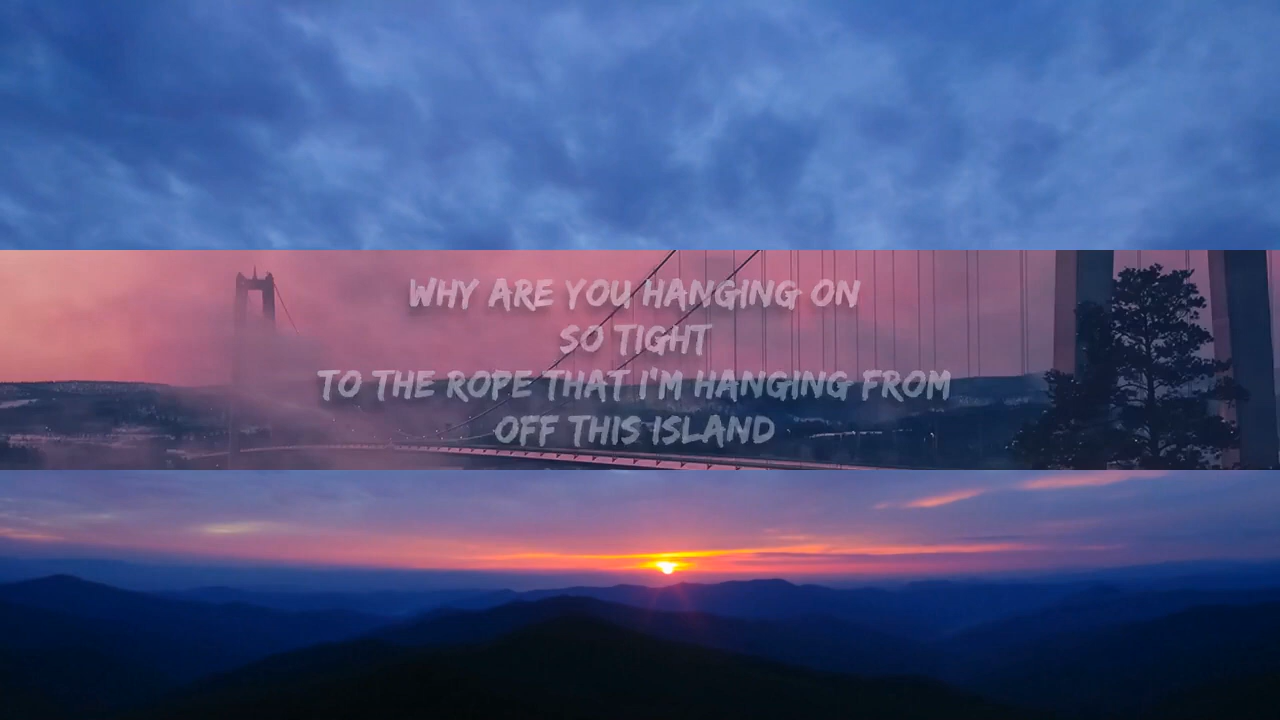 WHY ARE YOU HANGING ON
SO TIGHT
TO THE ROPE THAT I'M HANGING FROM
OFF THIS ISLAND